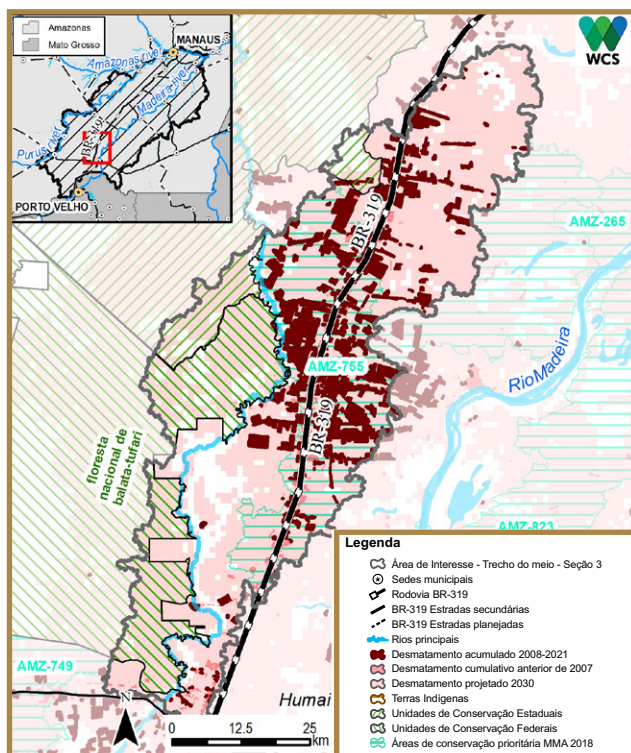 Amazonas
Mato Grosso
MANAUS
Amazonas river
Madeira river
Purus river
BR-319
PORTO VELHO
WCS
BR-319
AMZ-265
RioMadeira
AMZ-755
BR-319
floresta
nacional de
balata-tufari
AMZ-823
AMZ-749
Humai
N
0 12.5 25
km
Legenda
Área de Interesse - Trecho do meio - Seção 3
Sedes municipais
Rodovia BR-319
BR-319 Estradas secundárias
BR-319 Estradas planejadas
Rios principais
Desmatamento acumulado 2008-2021
Desmatamento cumulativo anterior de 2007
Desmatamento projetado 2030
Terras Indígenas
Unidades de Conservação Estaduais
Unidades de Conservação Federais
Áreas de conservação prioritária MMA 2018